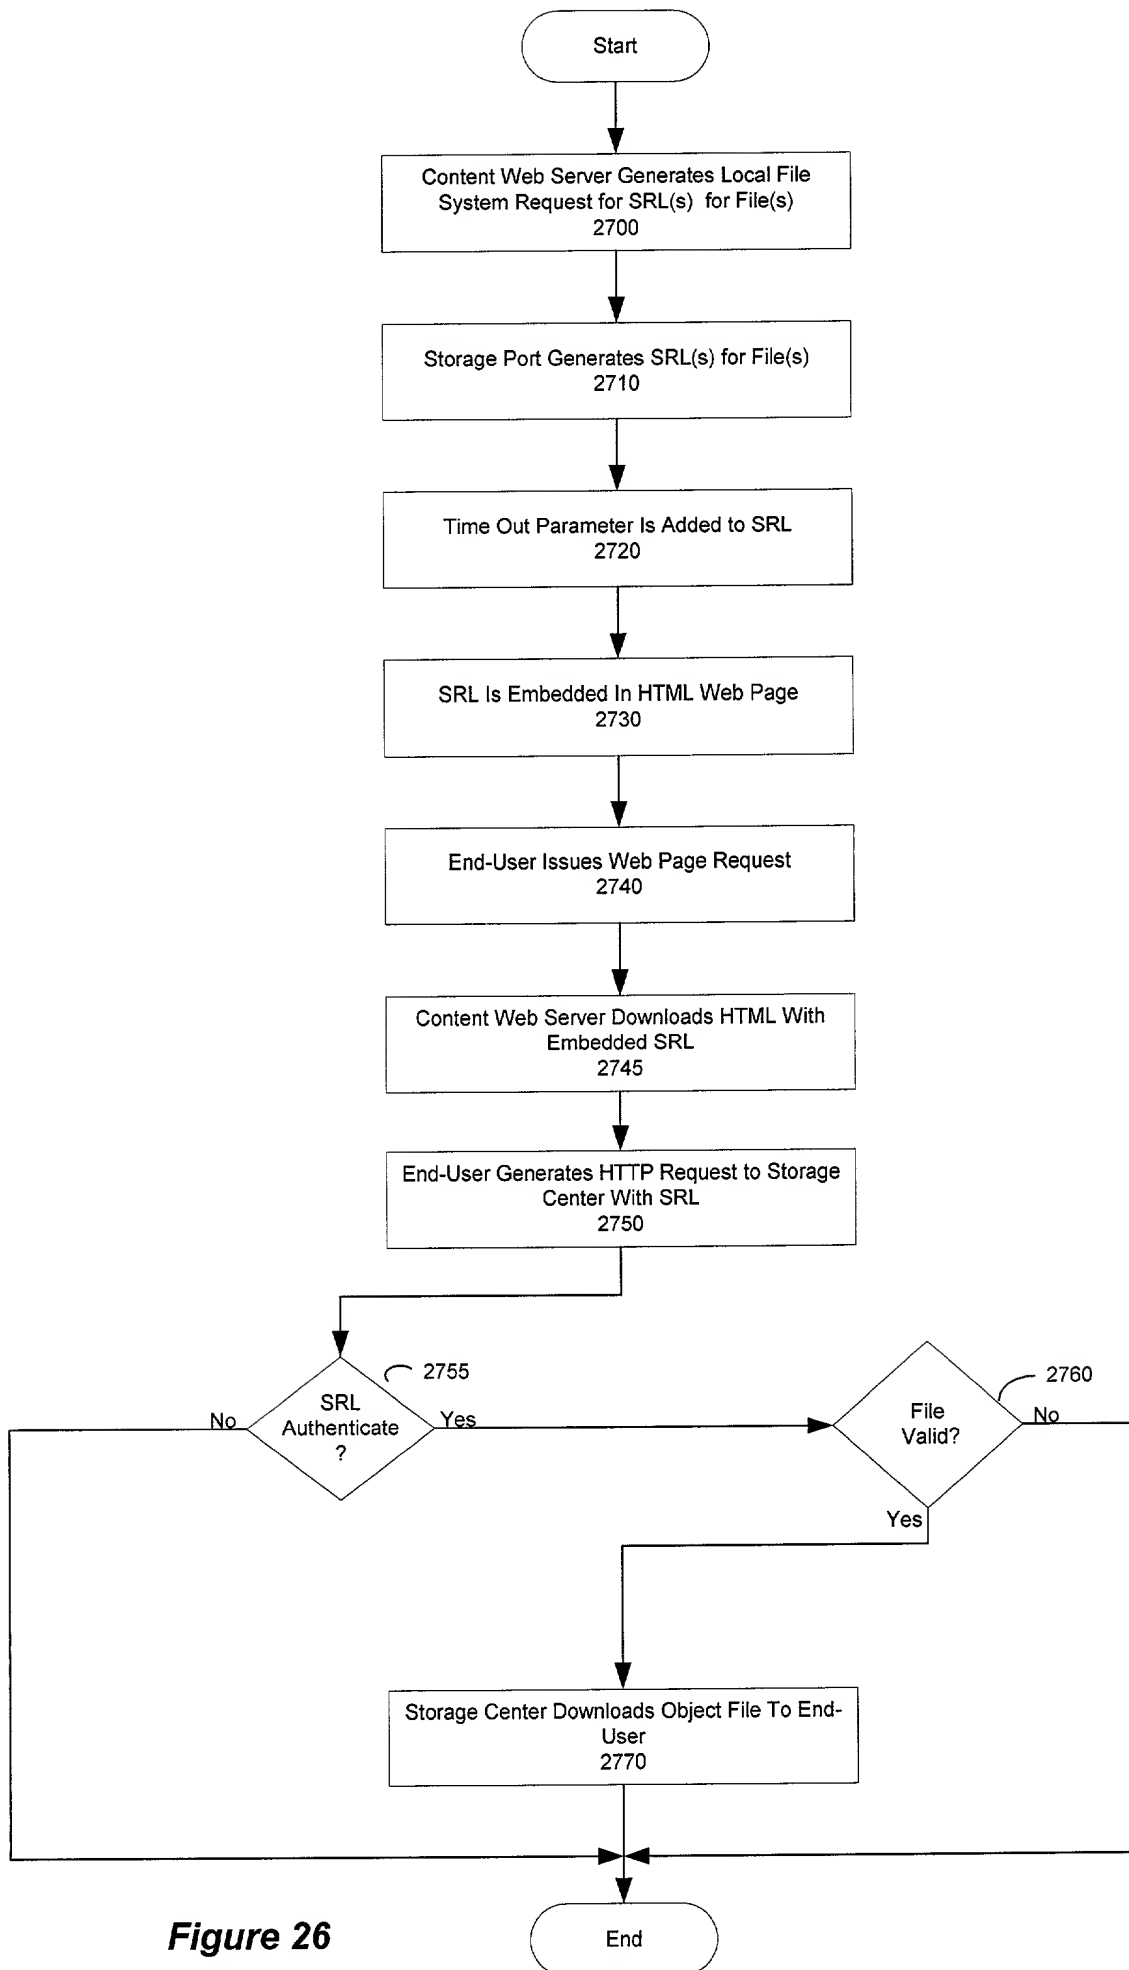 Start
Content Web Server Generates Local File
System Request for SRL(s) for File(s)
2700
Storage Port Generates SRL(s) for File(s)
2710
Time Out Parameter Is Added to SRL
2720
SRL Is Embedded In HTML Web Page
2730
End-User Issues Web Page Request
2740
Content Web Server Downloads HTML With
Embedded SRL
2745
End-User Generates HTTP Request to Storage
Center With SRL
2750
2755
SRL
Authenticate
?
No
Yes
2760
File
Valid?
No
Yes
Storage Center Downloads Object File To End-
User
2770
End
Figure 26